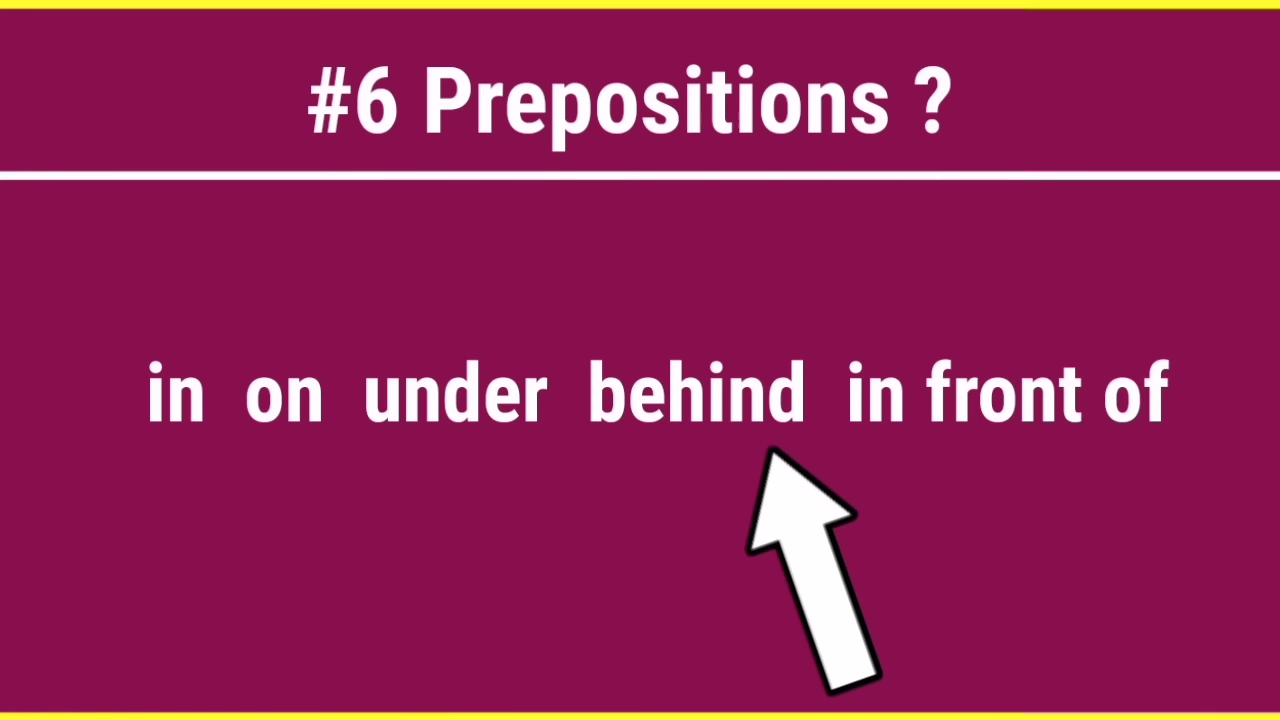 #6 Prepositions ?
in on under behind in front of